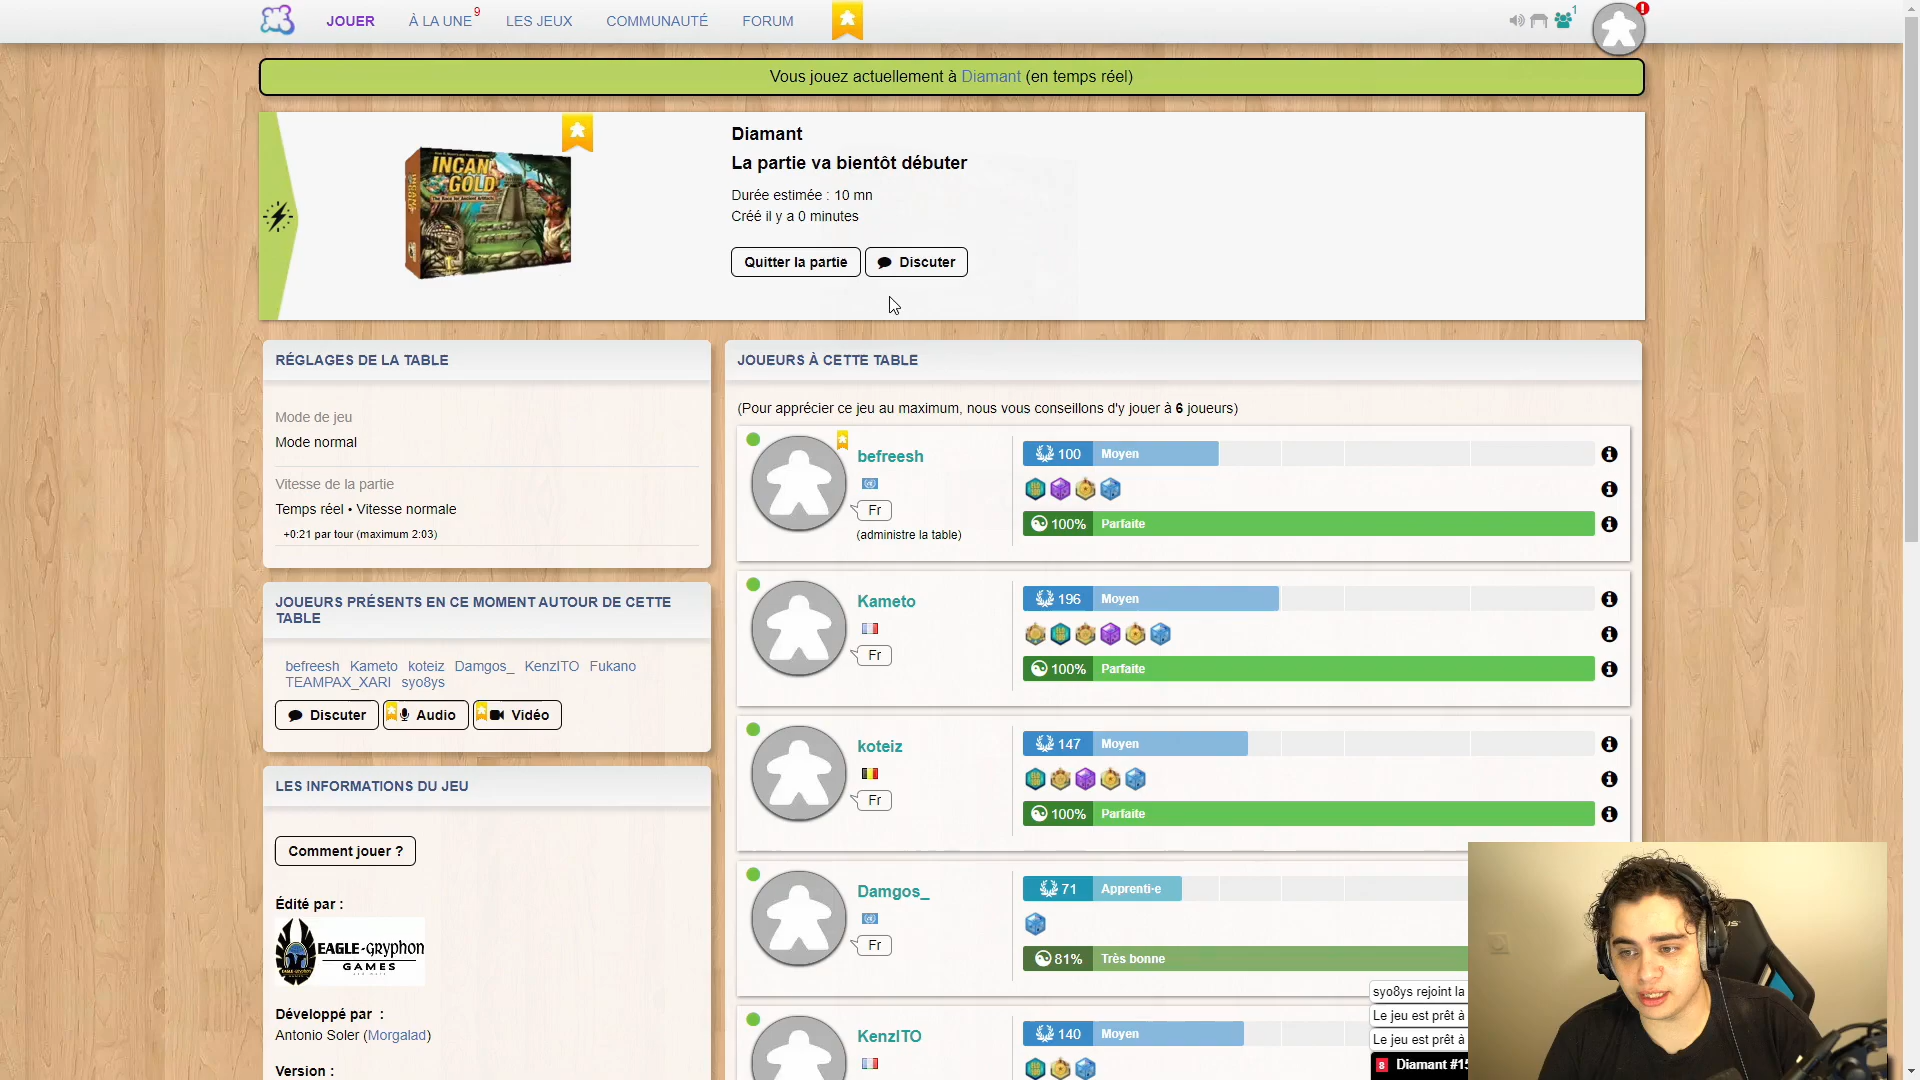 JOUER À LA UNE 9 LES JEUX COMMUNAUTÉ FORUM 1
Vous jouez actuellement à Diamant (en temps réel)
INCAN GOLD
Diamant
La partie va bientôt débuter
Durée estimée : 10 mn
Créé il y a 0 minutes
Quitter la partie Discuter
RÉGLAGES DE LA TABLE
Mode de jeu
Mode normal
Vitesse de la partie
Temps réel • Vitesse normale
+0:21 par tour (maximum 2:03)
JOUEURS PRÉSENTS EN CE MOMENT AUTOUR DE CETTE
TABLE
befreesh Kameto koteiz Damgos_ KenzITO Fukano
TEAMPAX_XARI syo8ys
Discuter Audio Vidéo
LES INFORMATIONS DU JEU
Comment jouer ?
Édité par :
EAGLE-GRYPHON
GAMES
Développé par :
Antonio Soler (Morgalad)
Version :
JOUEURS À CETTE TABLE
(Pour apprécier ce jeu au maximum, nous vous conseillons d'y jouer à 6 joueurs)
befreesh
Fr
(administre la table)
100 Moyen
100% Parfaite
Kameto
Fr
196 Moyen
100% Parfaite
koteiz
Fr
147 Moyen
100% Parfaite
Damgos_
Fr
71 Apprenti-e
81% Très bonne
KenzITO
140 Moyen
syo8ys rejoint la
Le jeu est prêt à
Le jeu est prêt à
8 Diamant #15